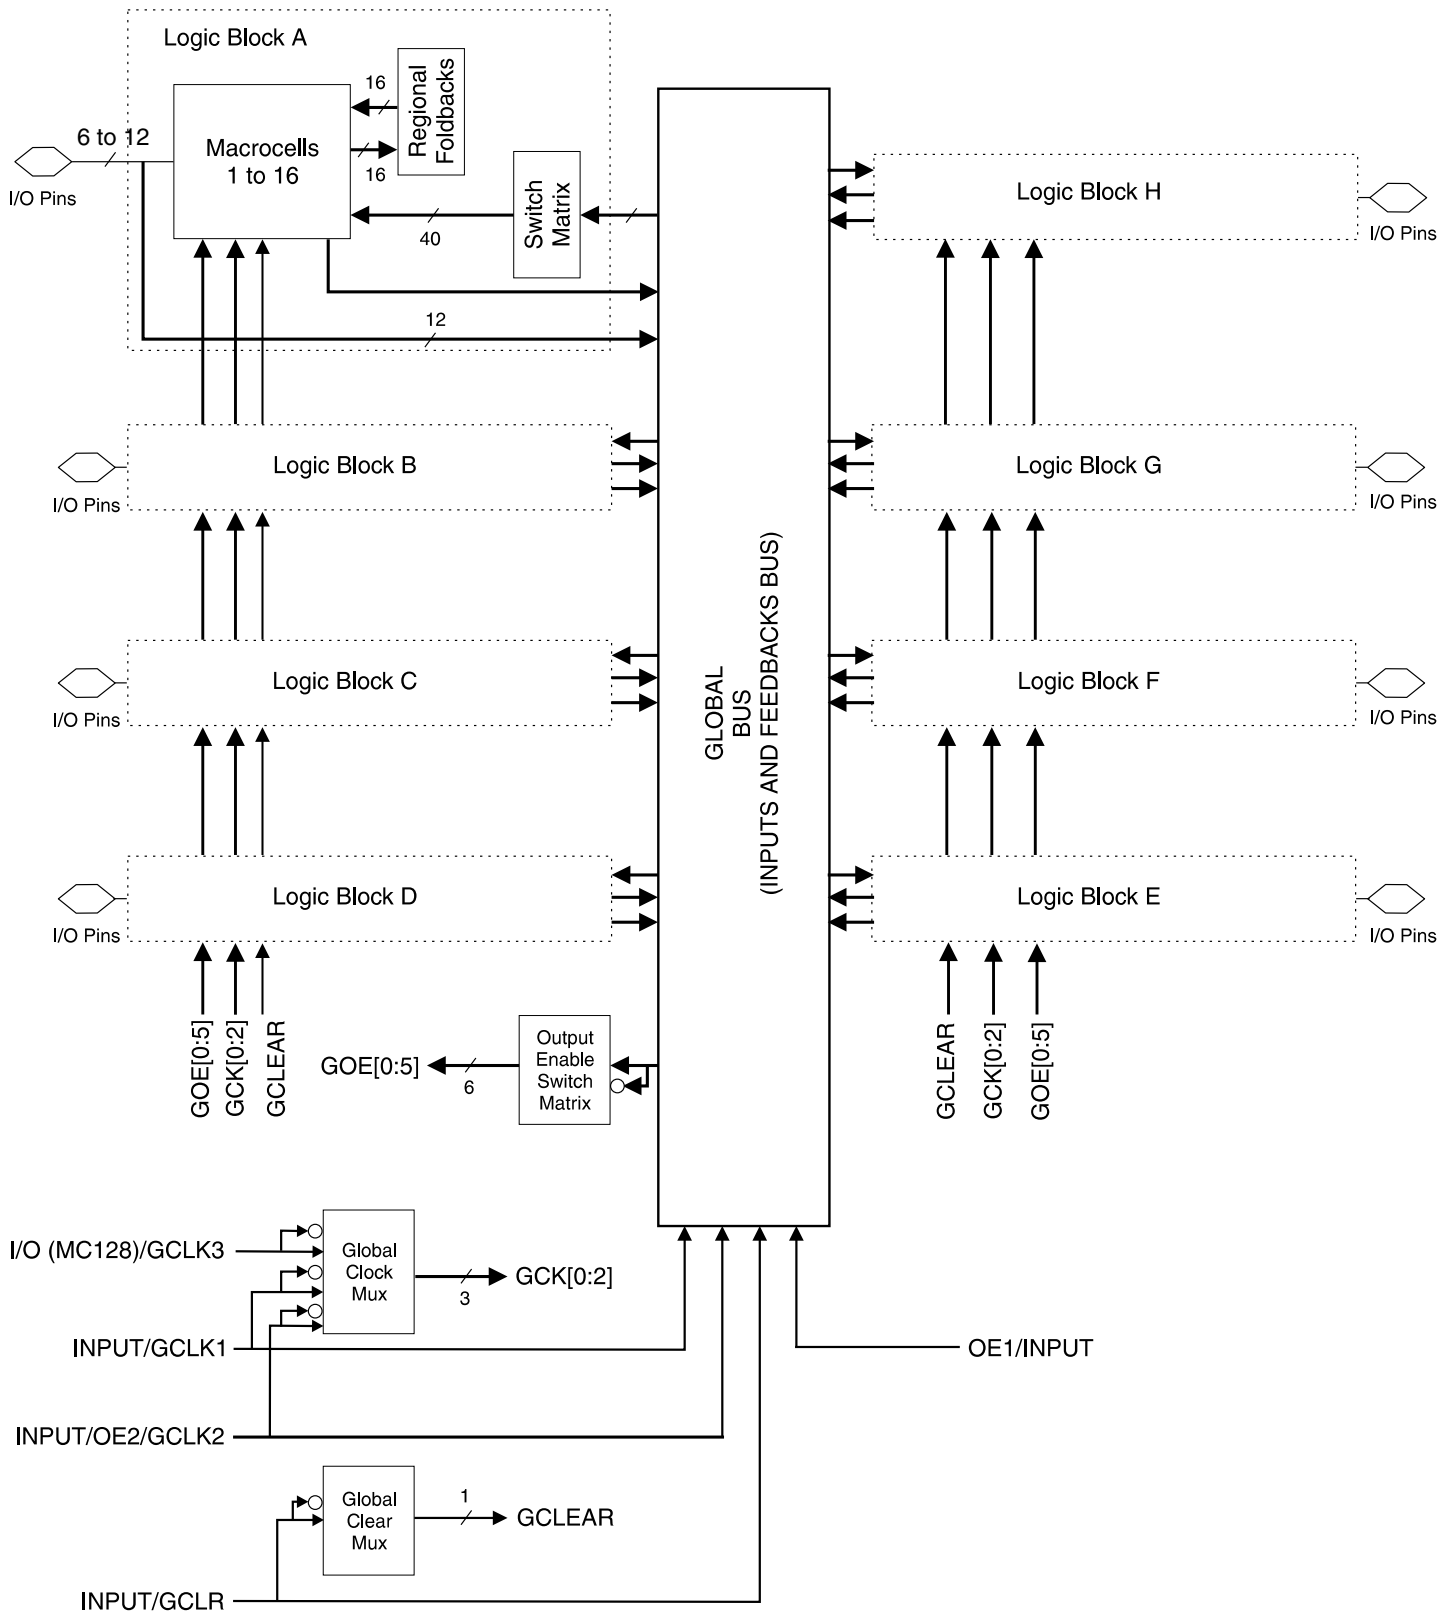 Logic Block A
6 to 12
I/O Pins
Macrocells
1 to 16
16
16
Regional
Foldbacks
40
Switch
Matrix
12
Logic Block H
I/O Pins
Logic Block B
I/O Pins
Logic Block G
I/O Pins
Logic Block C
I/O Pins
Logic Block F
I/O Pins
Logic Block D
I/O Pins
Logic Block E
I/O Pins
GLOBAL
BUS
(INPUTS AND FEEDBACKS BUS)
GOE[0:5]
GCK[0:2]
GCLEAR
GOE[0:5]
6
Output
Enable
Switch
Matrix
GCLEAR
GCK[0:2]
GOE[0:5]
I/O (MC128)/GCLK3
Global
Clock
Mux
3
GCK[0:2]
INPUT/GCLK1
OE1/INPUT
INPUT/OE2/GCLK2
Global
Clear
Mux
1
GCLEAR
INPUT/GCLR